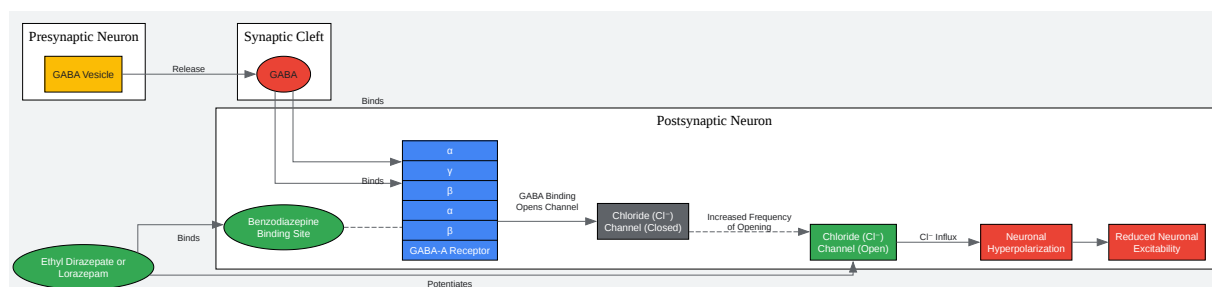 Presynaptic Neuron
GABA Vesicle
Release
Synaptic Cleft
GABA
Binds
Postsynaptic Neuron
α
γ
β
α
β
GABA-A Receptor
Binds
Benzodiazepine
Binding Site
Binds
Ethyl Dirazepate or
Lorazepam
GABA Binding
Opens Channel
Chloride (Cl⁻)
Channel (Closed)
Increased Frequency
of Opening
Chloride (Cl⁻)
Channel (Open)
Cl⁻ Influx
Neuronal
Hyperpolarization
Reduced Neuronal
Excitability
Potentiates